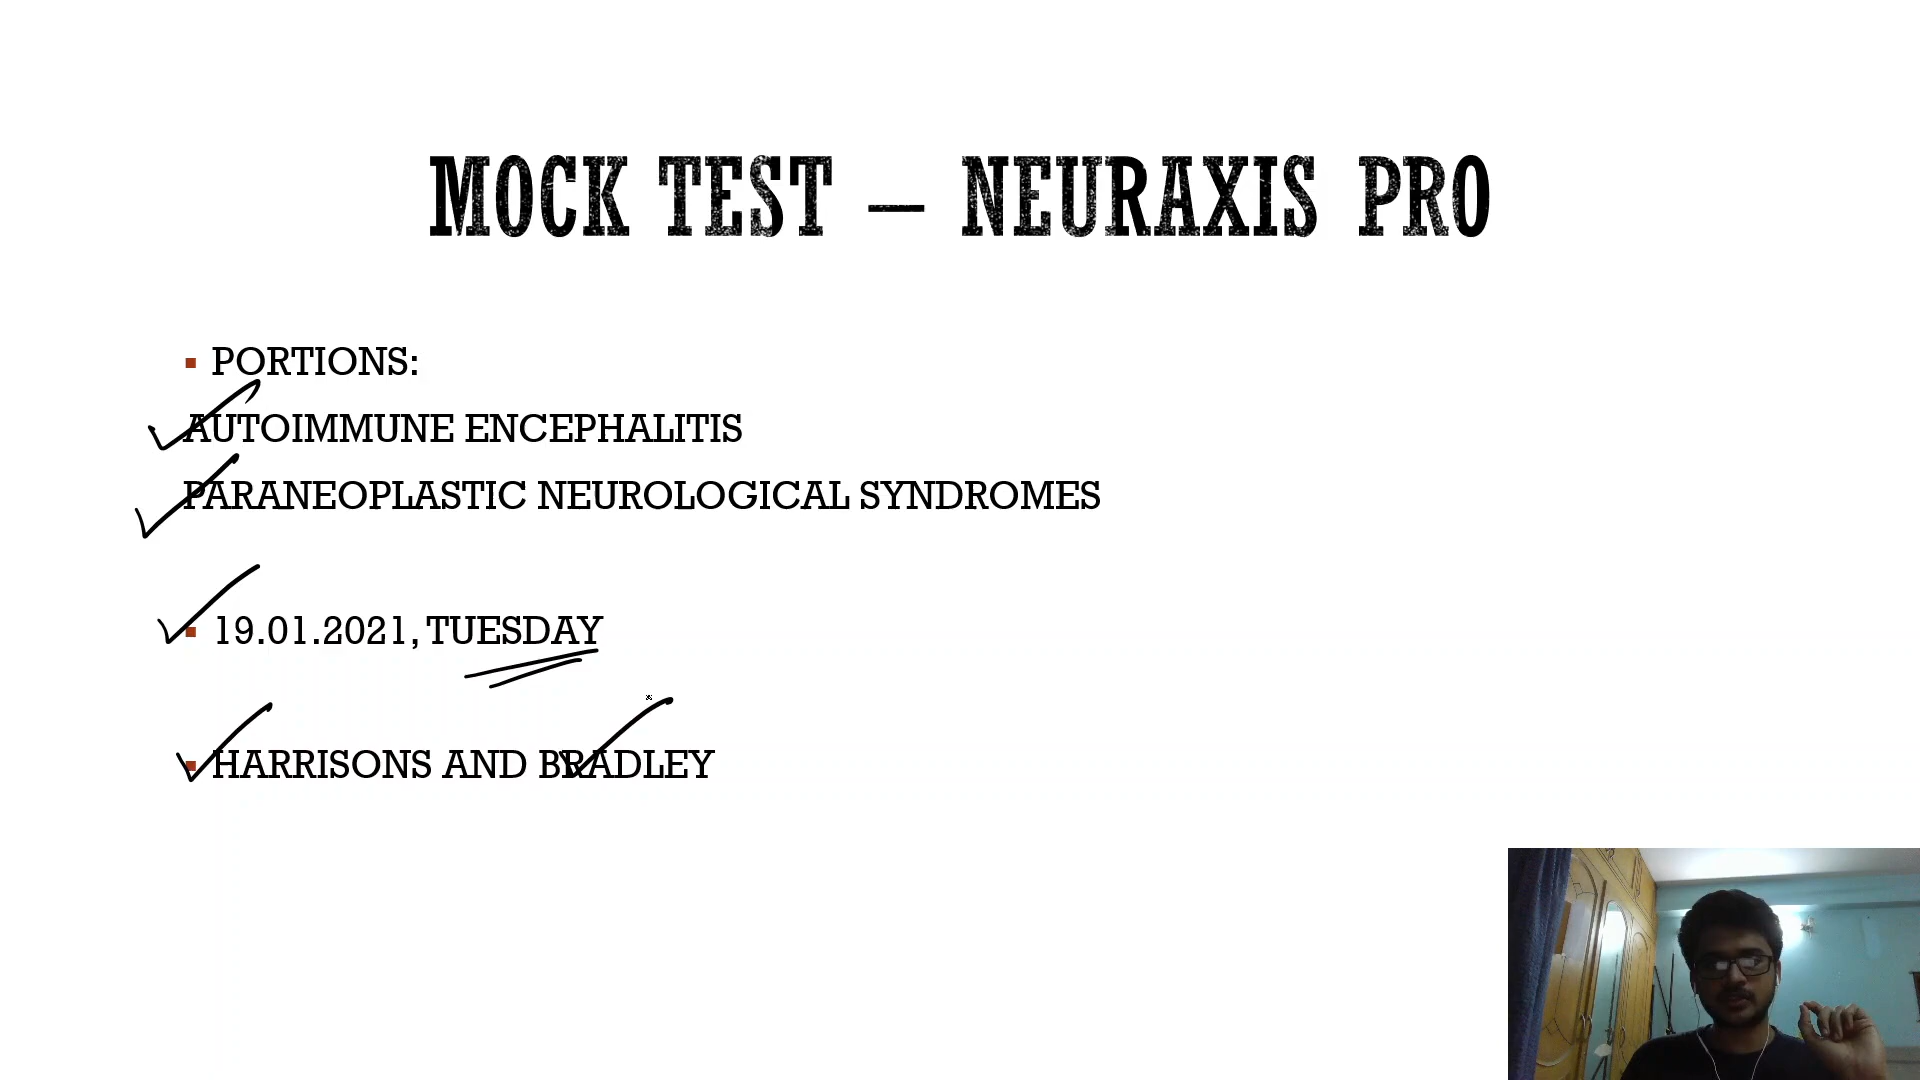 MOCK TEST – NEURAXIS PRO
PORTIONS:
AUTOIMMUNE ENCEPHALITIS
PARANEOPLASTIC NEUROLOGICAL SYNDROMES
19.01.2021, TUESDAY
HARRISONS AND BRADLEY